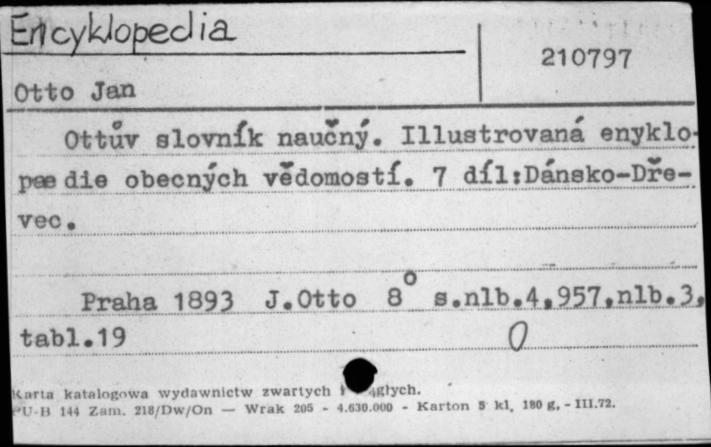 Encyklopedia
210797
Otto Jan
Ottův slovník naučný. Illustrovaná enyklo-
pæ die obecných vědomostí. 7 díl:Dánsko-Dře-
vec.
Praha 1893 J.Otto 8° s.nlb.4,957,nlb.3,
tabl.19 0
Karta katalogowa wydawnictw zwartych i ągłych.
PU-B 144 Zam. 218/Dw/On — Wrak 205 - 4.630.000 - Karton 5 kl. 180 g. - III.72.